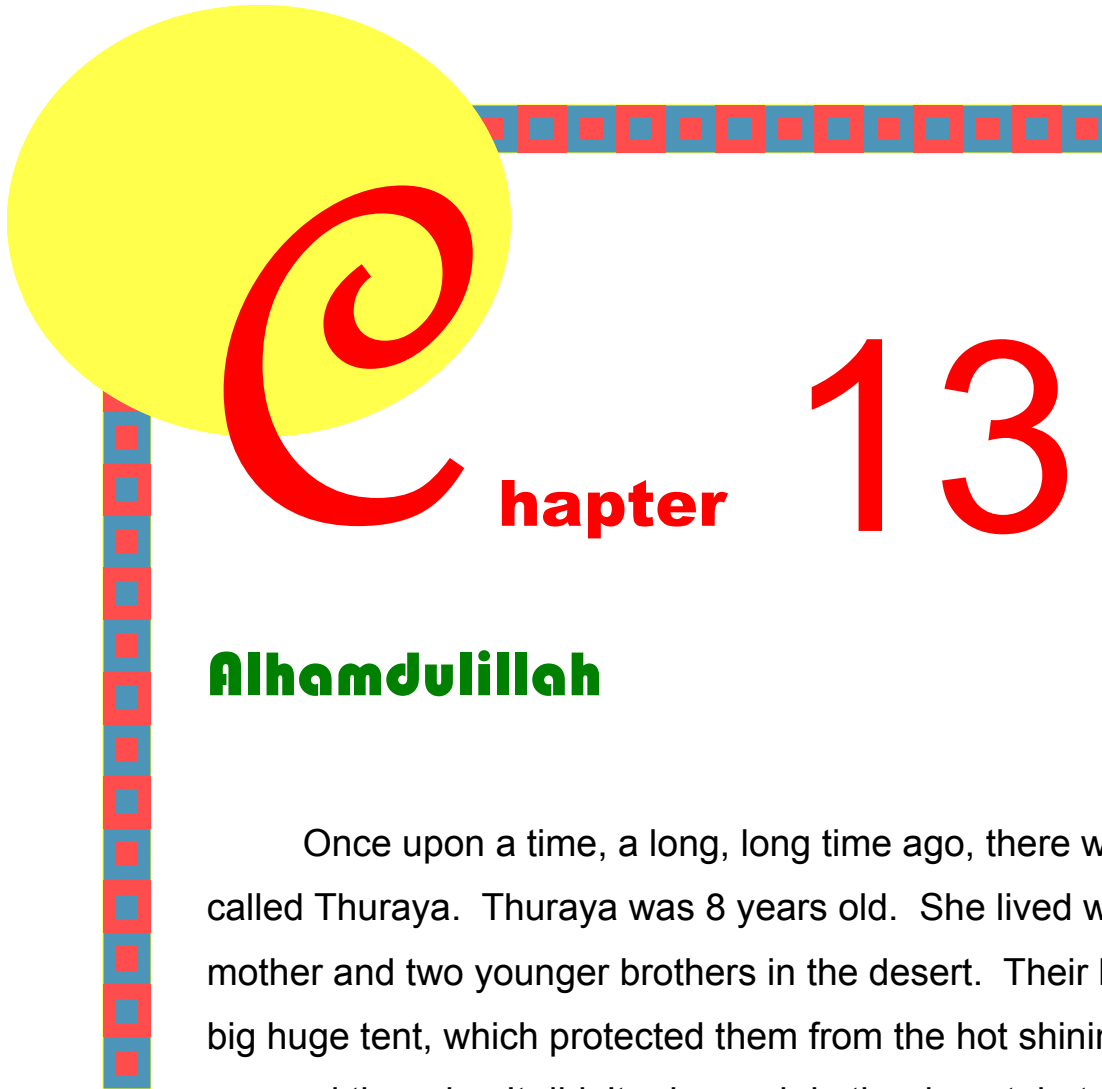 Chapter 13
Alhamdulillah
Once upon a time, a long, long time ago, there
called Thuraya. Thuraya was 8 years old. She lived
mother and two younger brothers in the desert. Their
big huge tent, which protected them from the hot